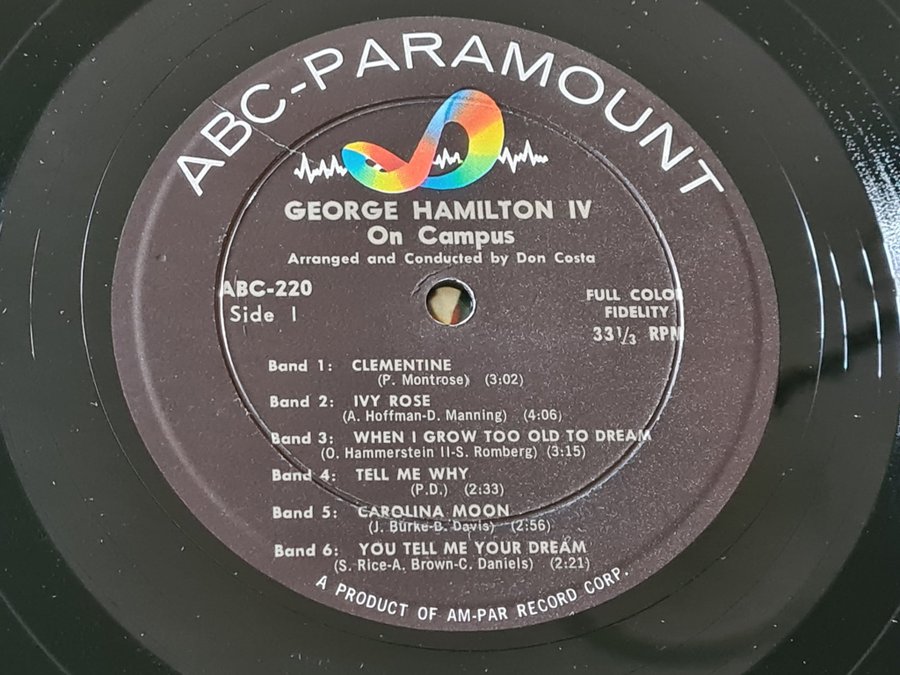 ABC-PARAMOUNT
GEORGE HAMILTON IV
On Campus
Arranged and Conducted by Don Costa
ABC-220
Side 1
FULL COLOR
FIDELITY
33 1/3 RPM
Band 1: CLEMENTINE
(P. Montrose) (3:02)
Band 2: IVY ROSE
(A. Hoffman-D. Manning) (4:06)
Band 3: WHEN I GROW TOO OLD TO DREAM
(O. Hammerstein II-S. Romberg) (3:15)
Band 4: TELL ME WHY
(P.D.) (2:33)
Band 5: CAROLINA MOON
(J. Burke-B. Davis) (2:56)
Band 6: YOU TELL ME YOUR DREAM
(S. Rice-A. Brown-C. Daniels) (2:21)
A PRODUCT OF AM-PAR RECORD CORP.